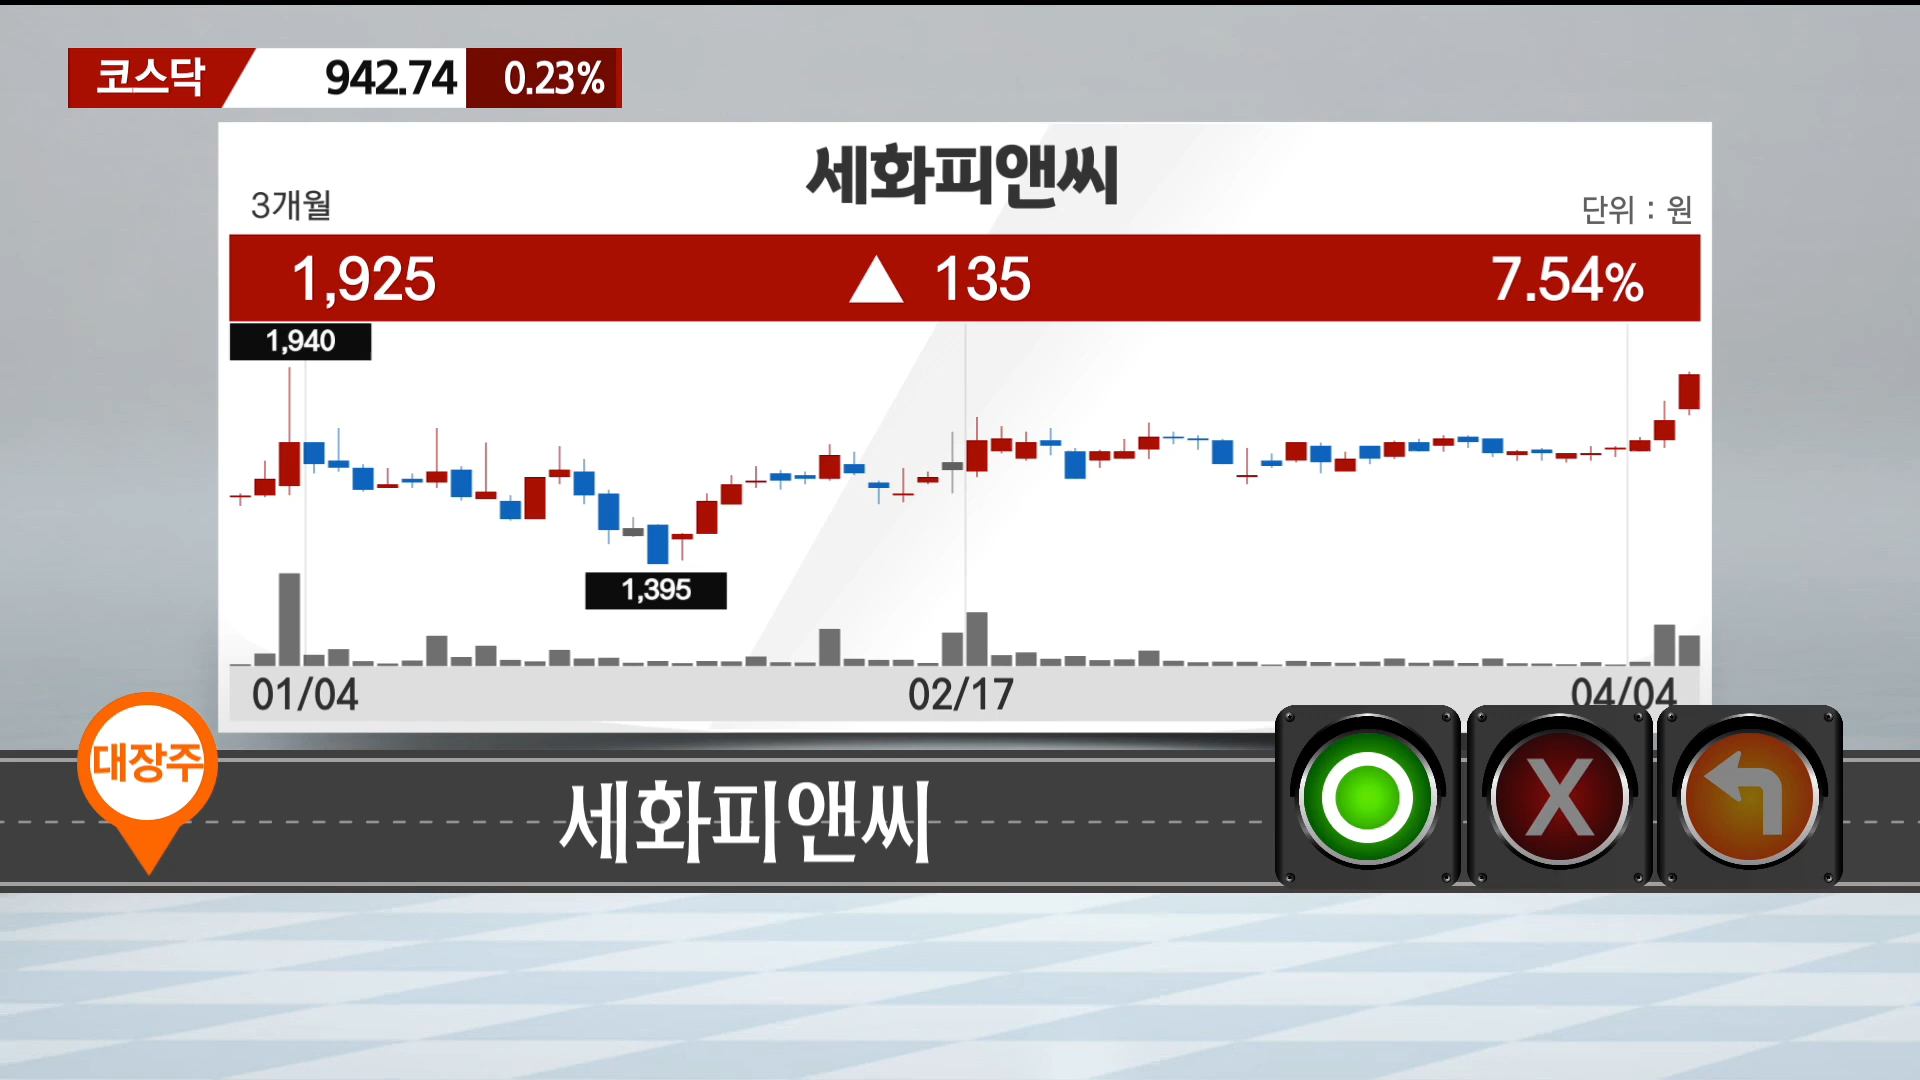 코스닥 942.74 0.23%
세화피앤씨
3개월
단위 : 원
1,925 ▲ 135 7.54%
1,940
1,395
01/04 02/17 04/04
대장주
세화피앤씨
O X